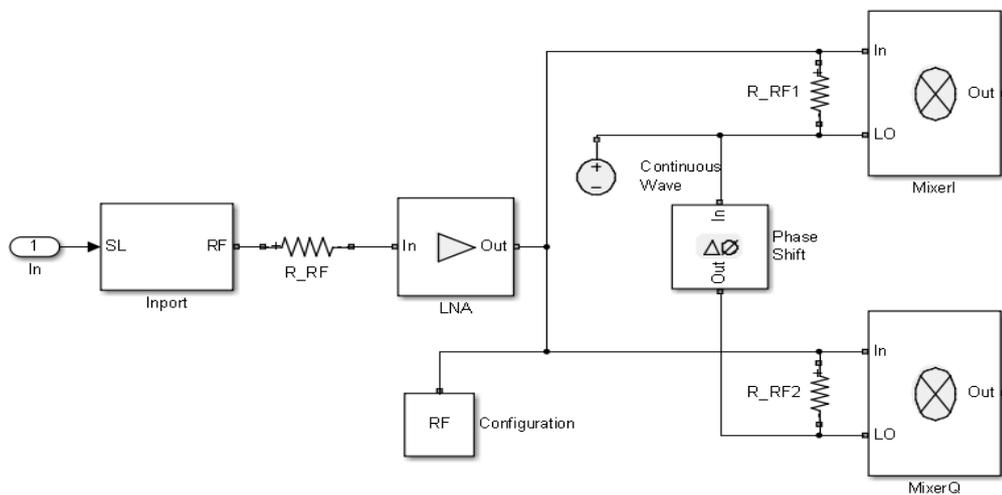 1
In
SL
RF
Inport
+
R_RF
In
Out
LNA
RF
Configuration
+
−
Continuous
Wave
In
Out
Δ∅
Phase
Shift
+
R_RF1
In
LO
Out
MixerI
+
R_RF2
In
LO
Out
MixerQ